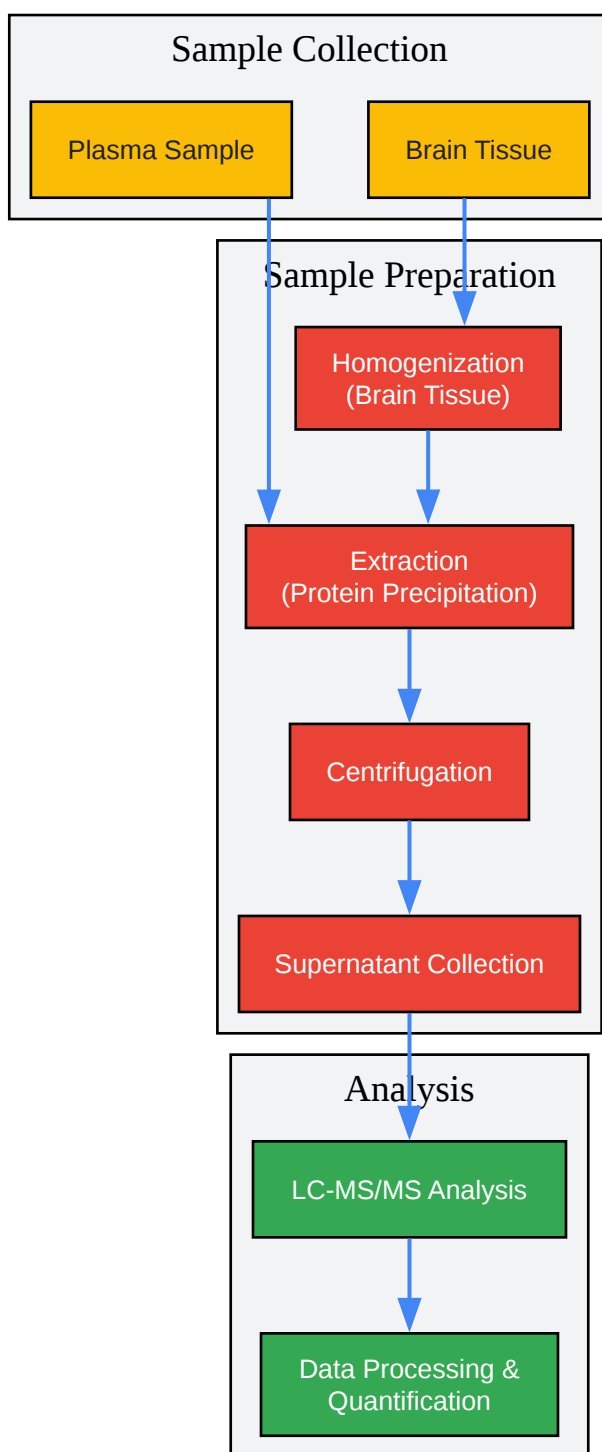 Sample Collection
Plasma Sample
Brain Tissue
Sample Preparation
Homogenization
(Brain Tissue)
Extraction
(Protein Precipitation)
Centrifugation
Supernatant Collection
Analysis
LC-MS/MS Analysis
Data Processing &
Quantification